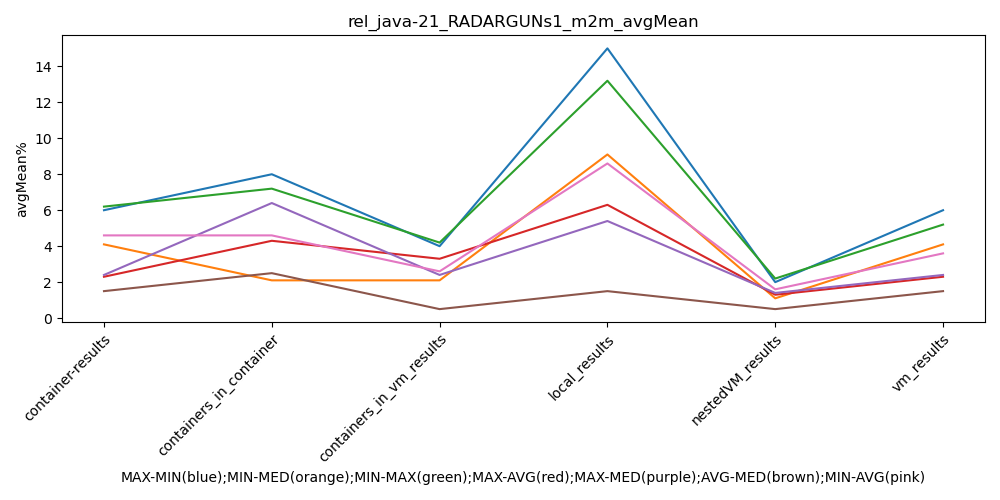 rel_java-21_RADARGUNs1_m2m_avgMean
avgMean%
14
12
10
8
6
4
2
0
container-results
containers_in_container
containers_in_vm_results
local_results
nestedVM_results
vm_results
MAX-MIN(blue);MIN-MED(orange);MIN-MAX(green);MAX-AVG(red);MAX-MED(purple);AVG-MED(brown);MIN-AVG(pink)